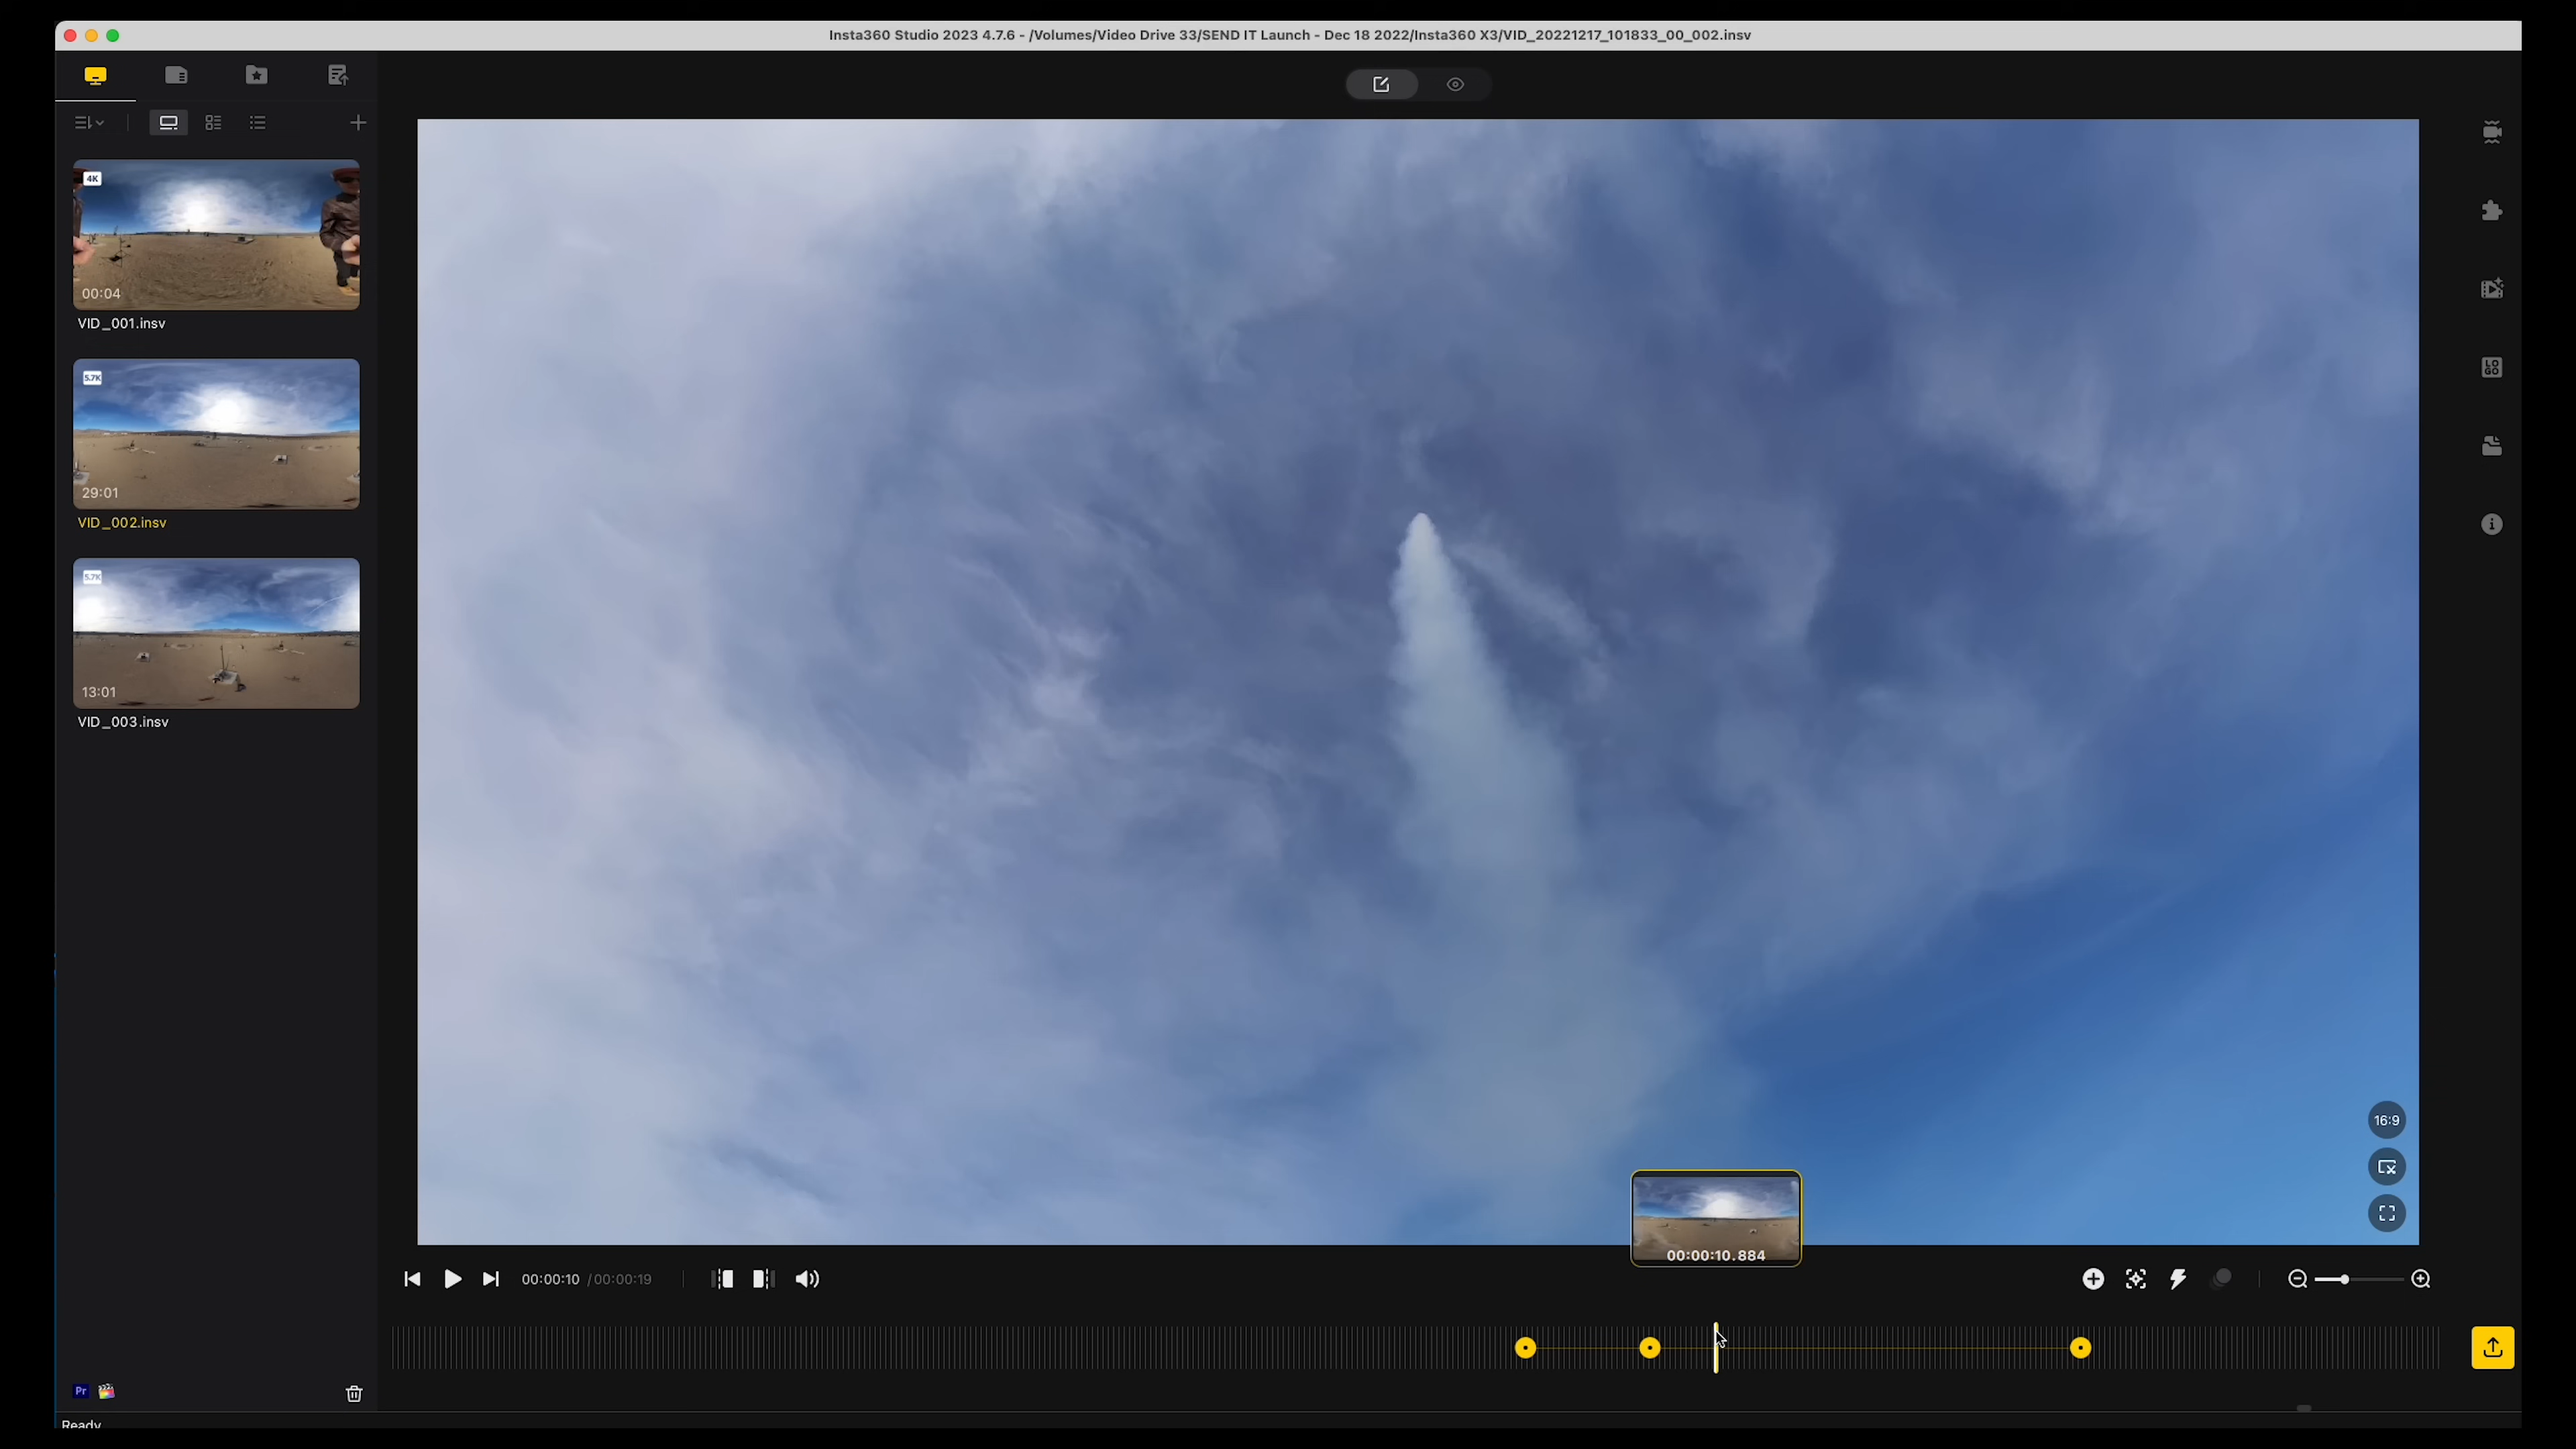 Insta360 Studio 2023 4.7.6 - /Volumes/Video Drive 33/SEND IT Launch - Dec 18 2022/Insta360 X3/VID_20221217_101833_00_002.insv
4K
00:04
VID_001.insv
5.7K
29:01
VID_002.insv
5.7K
13:01
VID_003.insv
LOGO
16:9
00:00:10.884
00:00:10 /00:00:19
Pr
Ready